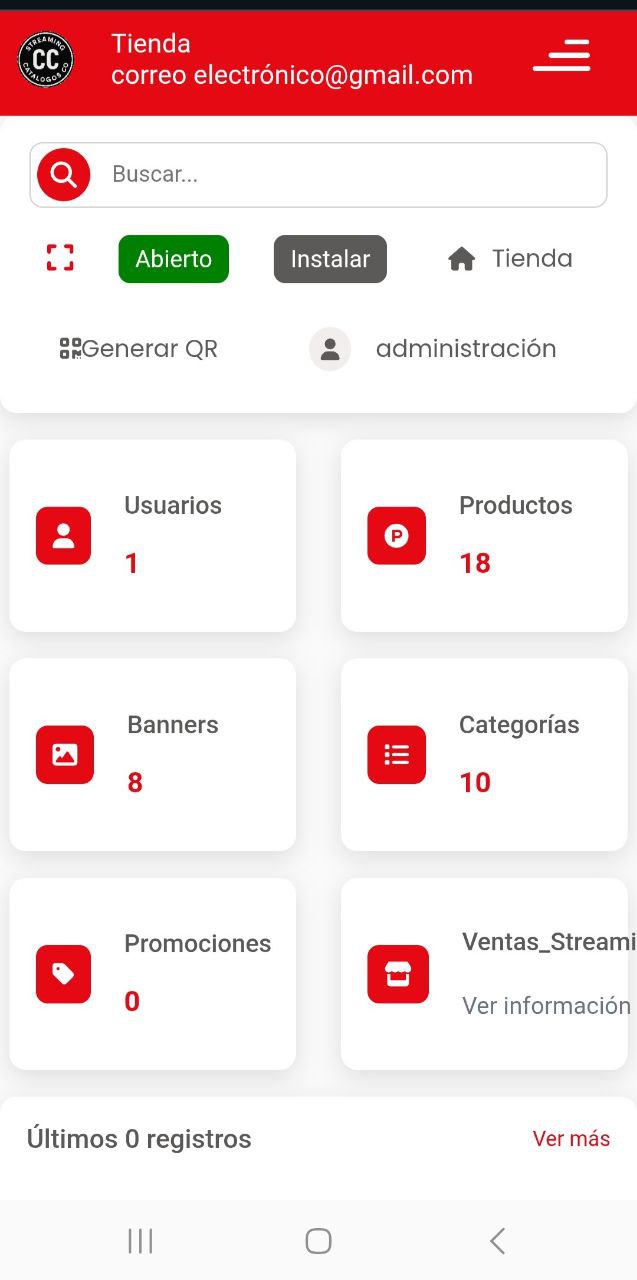 STREAMING
CC
CATALOGOS CO
Tienda
correo electrónico@gmail.com
Buscar...
Abierto
Instalar
Tienda
Generar QR
administración
Usuarios
1
Productos
18
Banners
8
Categorías
10
Promociones
0
Ventas_Streami
Ver información
Últimos 0 registros
Ver más